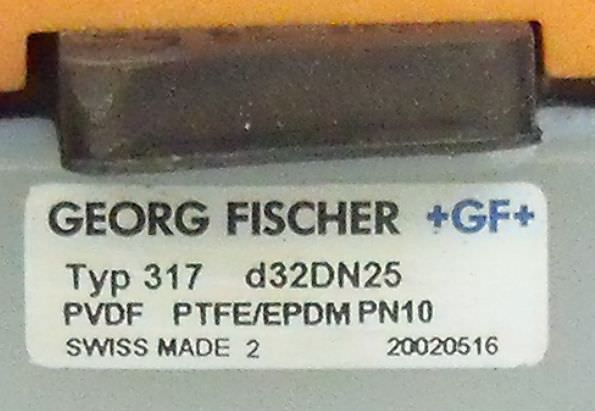 GEORG FISCHER +GF+
Typ 317 d32DN25
PVDF PTFE/EPDM PN10
SWISS MADE 2 20020516